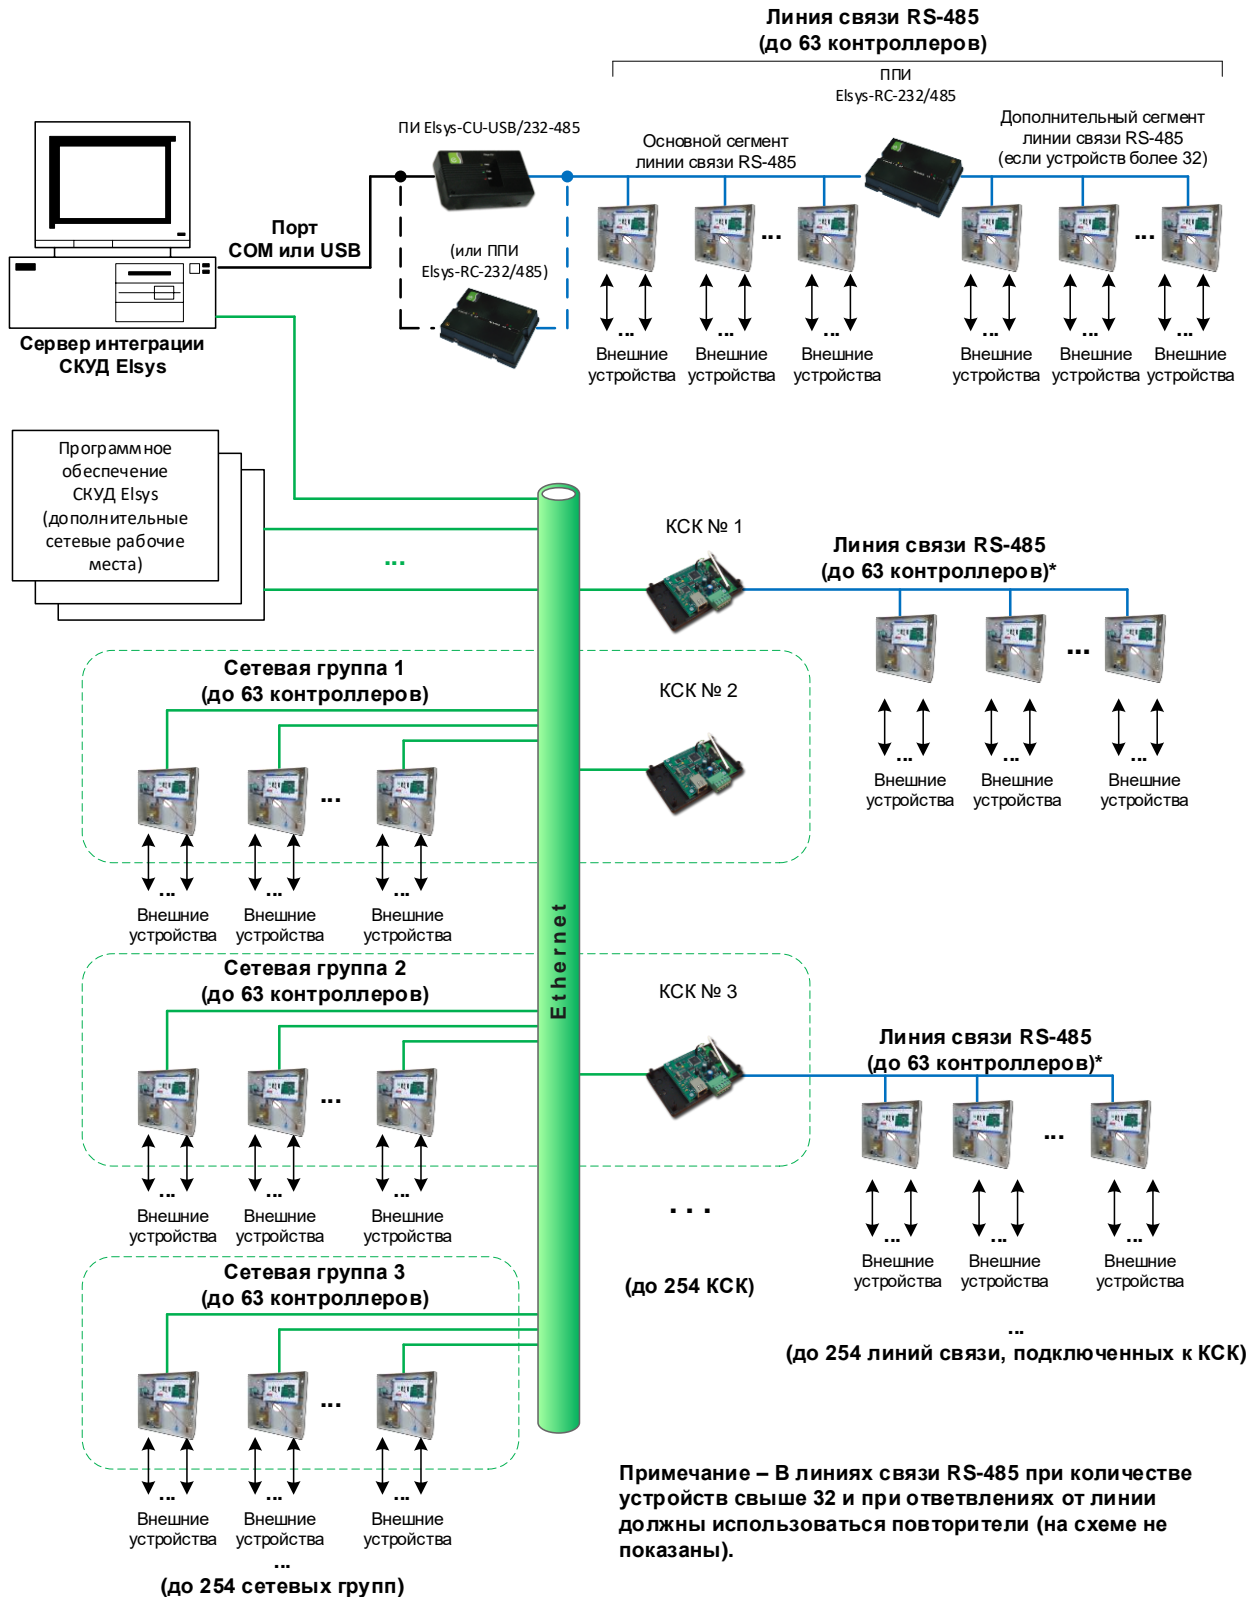 Линия связи RS-485
(до 63 контроллеров)
ППИ
Elsys-RC-232/485
ПИ Elsys-CU-USB/232-485
Основной сегмент
линии связи RS-485
Дополнительный сегмент
линии связи RS-485
(если устройств более 32)
Порт
COM или USB
(или ППИ
Elsys-RC-232/485)
...
...
... ... ... ... ... ...
Внешние
устройства
Внешние
устройства
Внешние
устройства
Внешние
устройства
Внешние
устройства
Внешние
устройства
Сервер интеграции
СКУД Elsys
Программное
обеспечение
СКУД Elsys
(дополнительные
сетевые рабочие
места)
...
КСК № 1
Линия связи RS-485
(до 63 контроллеров)*
...
... ... ...
Внешние
устройства
Внешние
устройства
Внешние
устройства
Сетевая группа 1
(до 63 контроллеров)
КСК № 2
...
... ... ...
Внешние
устройства
Внешние
устройства
Внешние
устройства
Ethernet
Сетевая группа 2
(до 63 контроллеров)
КСК № 3
Линия связи RS-485
(до 63 контроллеров)*
...
... ... ...
Внешние
устройства
Внешние
устройства
Внешние
устройства
...
... ... ...
Внешние
устройства
Внешние
устройства
Внешние
устройства
. . .
(до 254 КСК)
...
(до 254 линий связи, подключенных к КСК)
Сетевая группа 3
(до 63 контроллеров)
...
... ... ...
Внешние
устройства
Внешние
устройства
Внешние
устройства
...
(до 254 сетевых групп)
Примечание – В линиях связи RS-485 при количестве
устройств свыше 32 и при ответвлениях от линии
должны использоваться повторители (на схеме не
показаны).